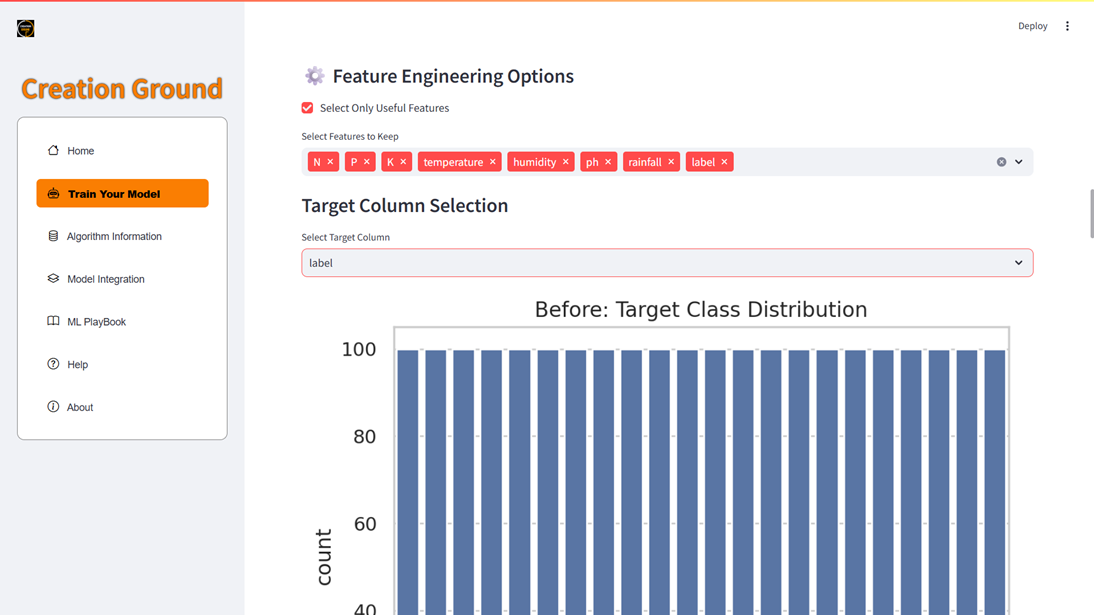 Deploy
Creation Ground
Home
Train Your Model
Algorithm Information
Model Integration
ML PlayBook
Help
About
Feature Engineering Options
Select Only Useful Features
Select Features to Keep
N × P × K × temperature × humidity × ph × rainfall × label ×
Target Column Selection
Select Target Column
label
Before: Target Class Distribution
100
80
60
40
count